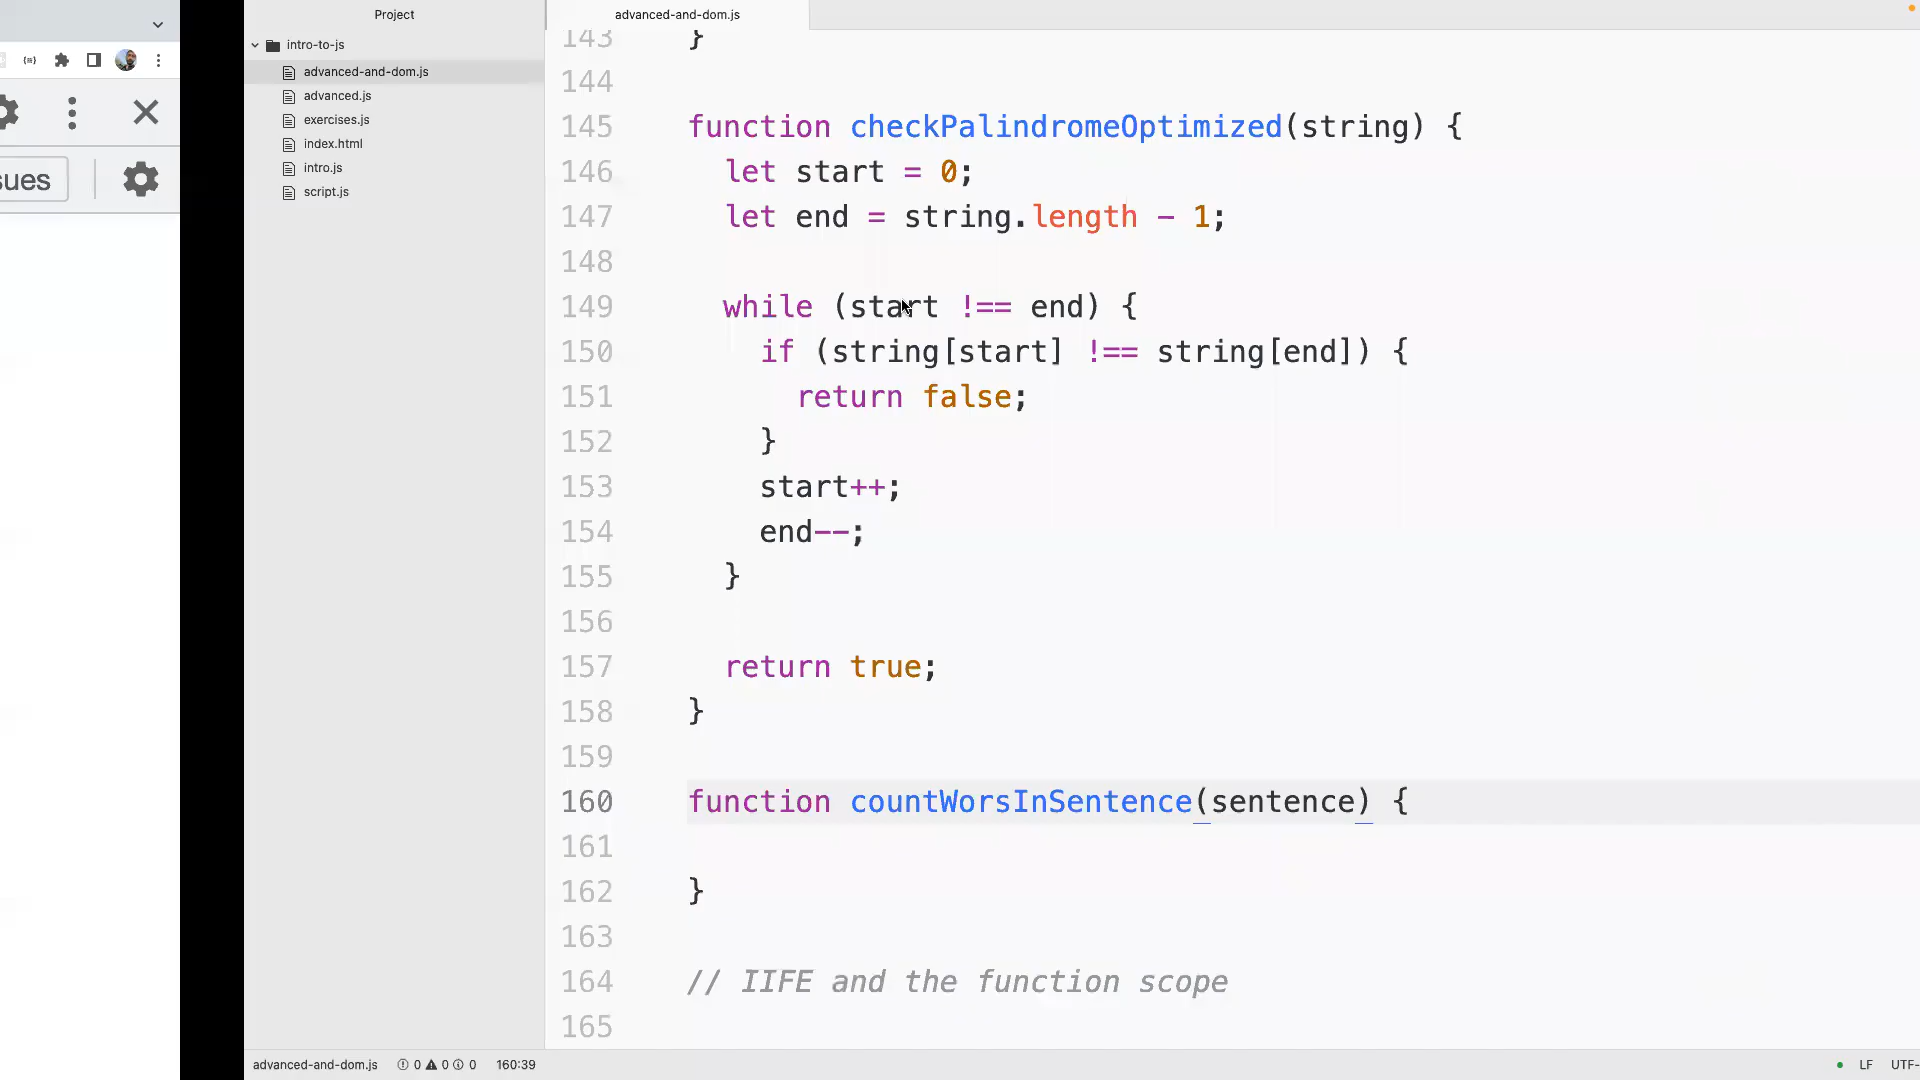 sues
Project
intro-to-js
advanced-and-dom.js
advanced.js
exercises.js
index.html
intro.js
script.js
advanced-and-dom.js
143 }
144
145 function checkPalindromeOptimized(string) {
146 let start = 0;
147 let end = string.length - 1;
148
149 while (start !== end) {
150 if (string[start] !== string[end]) {
151 return false;
152 }
153 start++;
154 end--;
155 }
156
157 return true;
158 }
159
160 function countWorsInSentence(sentence) {
161
162 }
163
164 // IIFE and the function scope
165
advanced-and-dom.js 0 0 0 160:39
LF UTF-